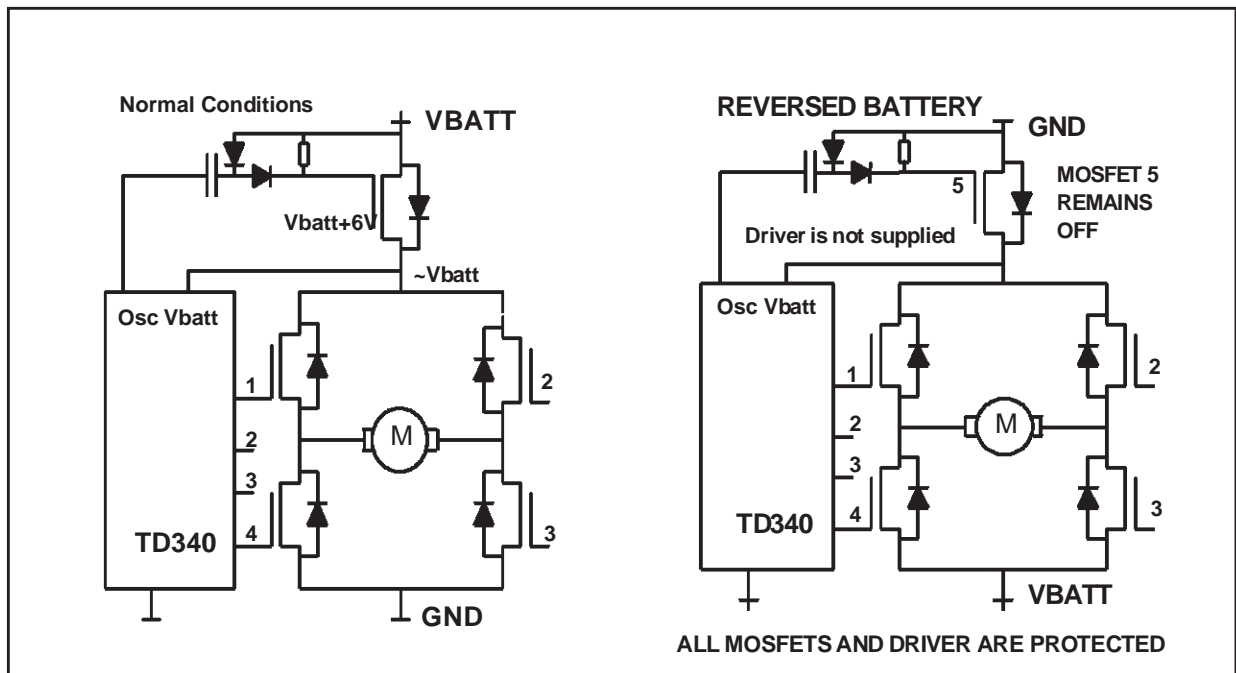 Normal Conditions
VBATT
Vbatt+6V
~Vbatt
Osc Vbatt
1
2
2
3
4
3
TD340
M
GND
REVERSED BATTERY
GND
5
MOSFET 5
REMAINS
OFF
Driver is not supplied
Osc Vbatt
1
2
2
3
4
3
TD340
M
VBATT
ALL MOSFETS AND DRIVER ARE PROTECTED